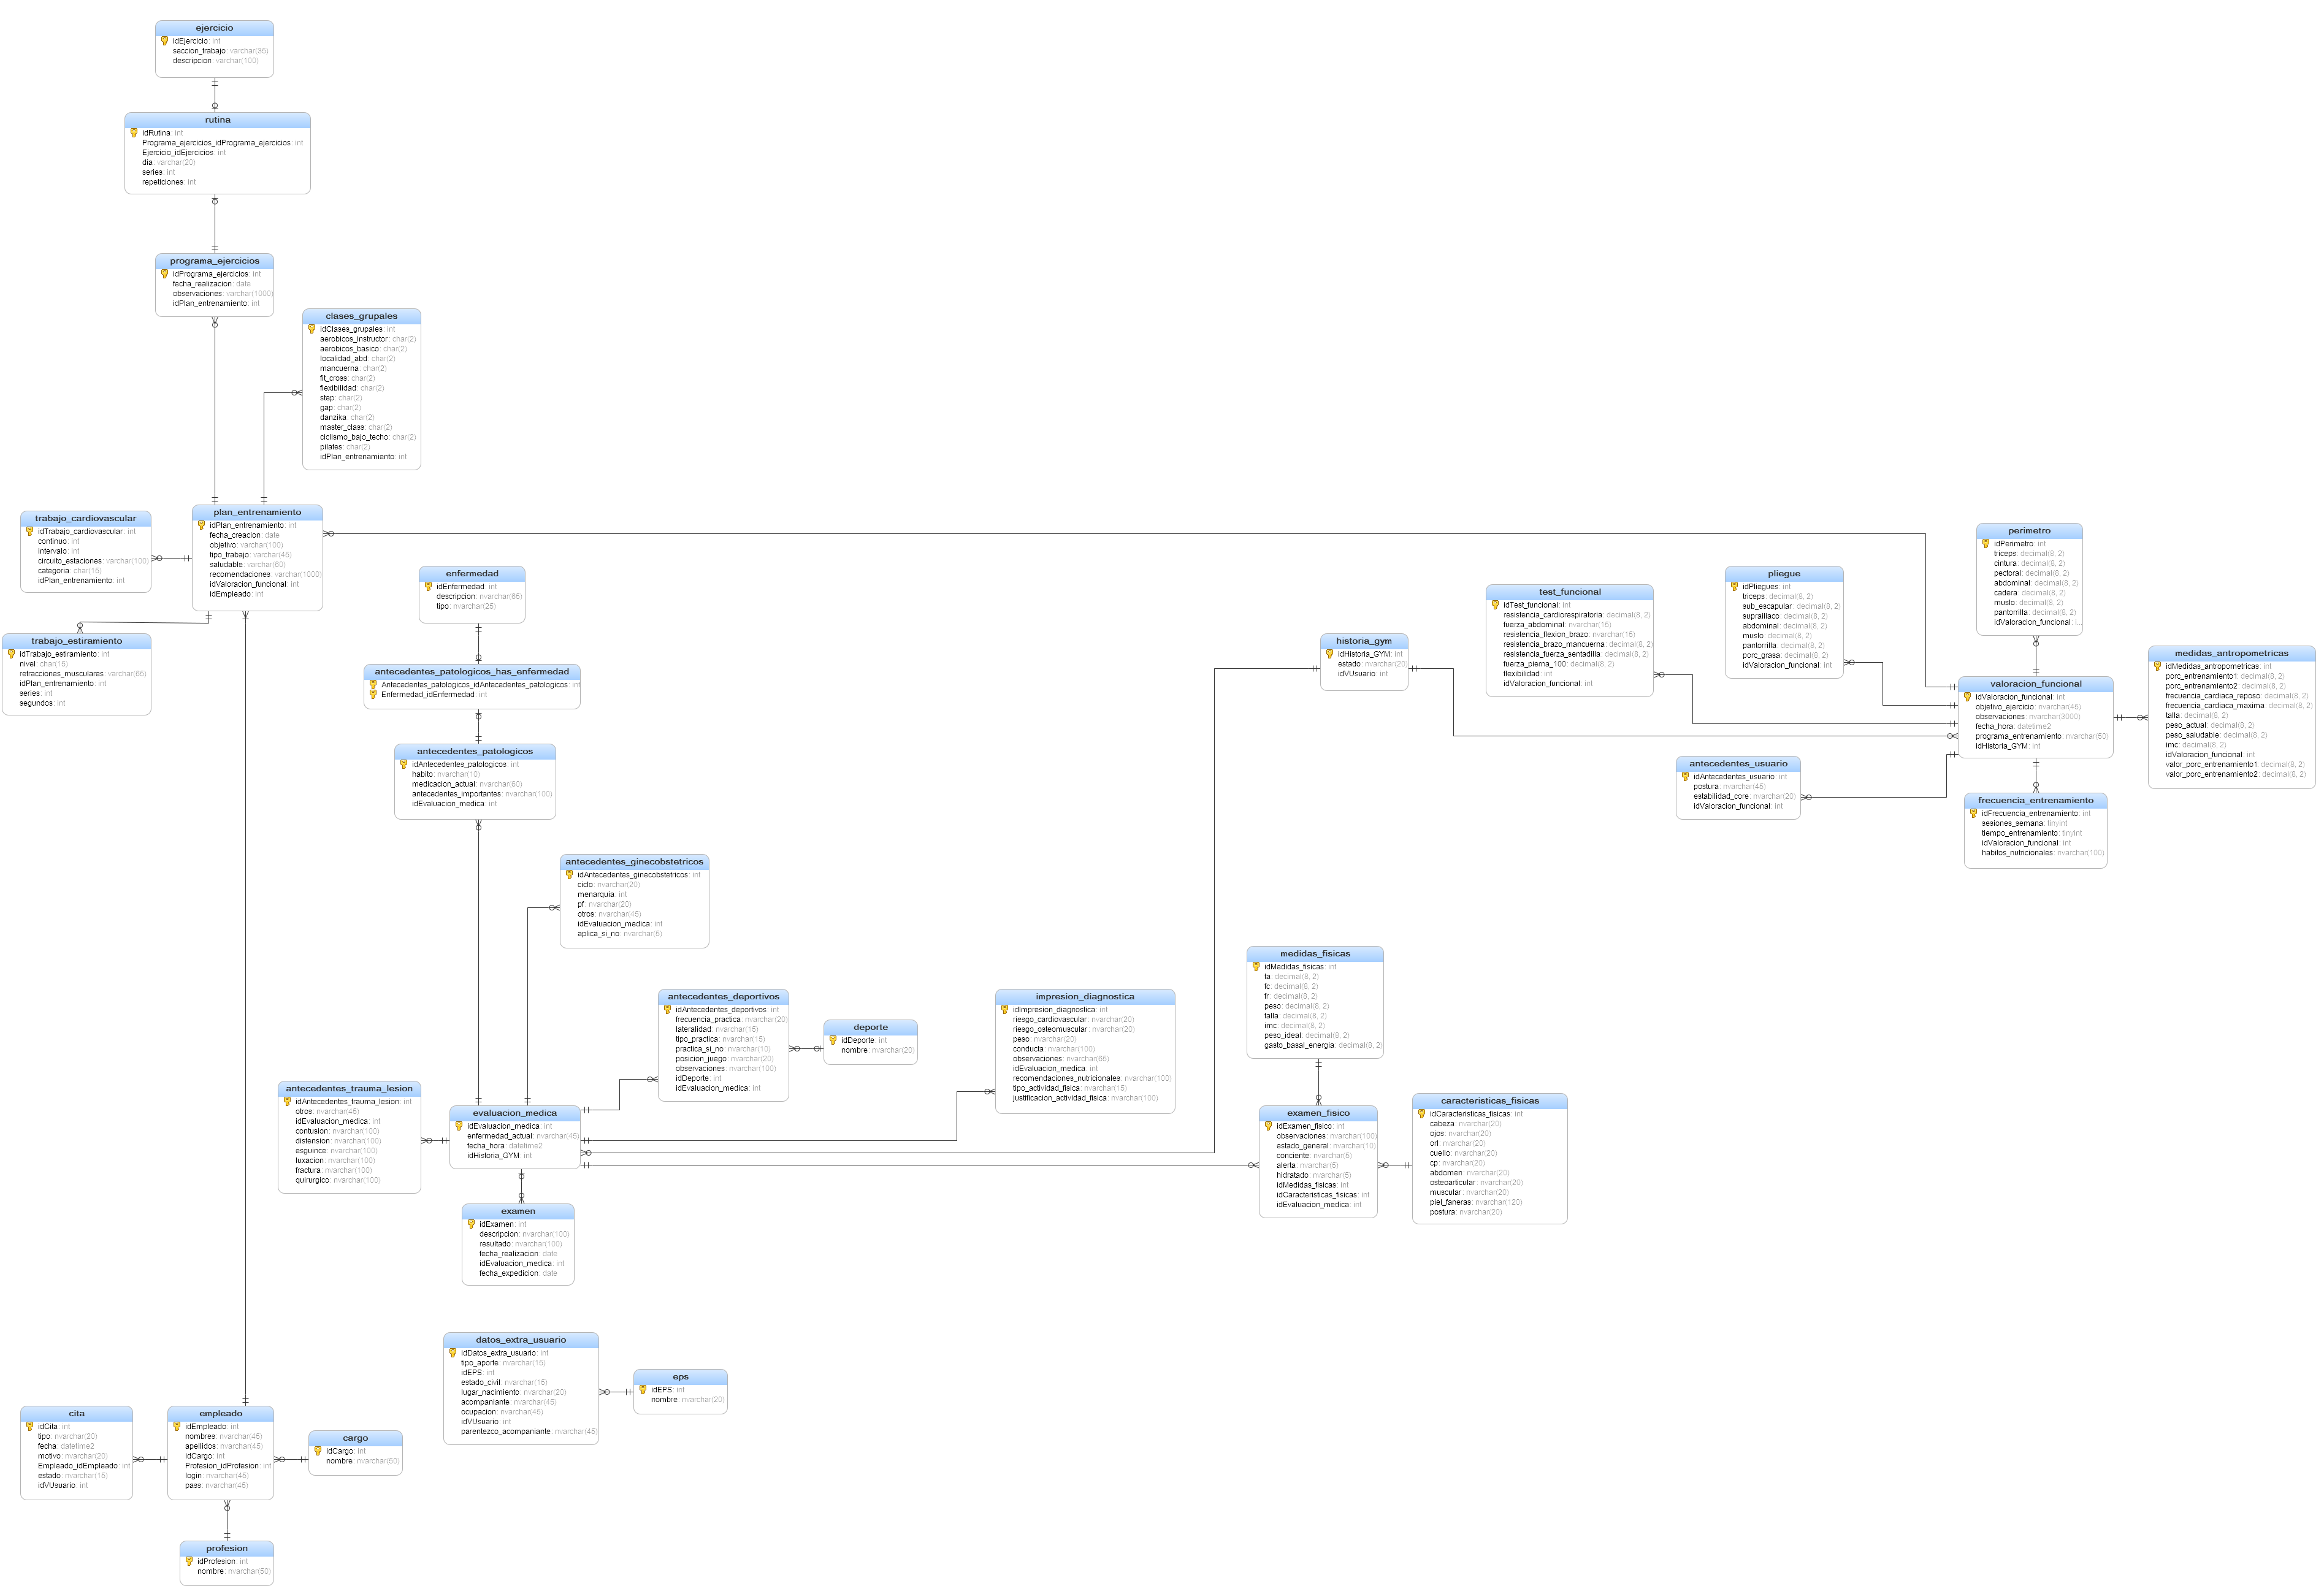 ejercicio
idEjercicio: int
seccion_trabajo: varchar(35)
descripcion: varchar(100)
rutina
idRutina: int
Programa_ejercicios_idPrograma_ejercicios: int
Ejercicio_idEjercicios: int
dia: varchar(20)
series: int
repeticiones: int
programa_ejercicios
idPrograma_ejercicios: int
fecha_realizacion: date
observaciones: varchar(1000)
idPlan_entrenamiento: int
clases_grupales
idClases_grupales: int
aerobicos_instructor: char(2)
aerobicos_basico: char(2)
localidad_abd: char(2)
mancuerna: char(2)
fit_cross: char(2)
flexibilidad: char(2)
step: char(2)
gap: char(2)
danzika: char(2)
master_class: char(2)
ciclismo_bajo_techo: char(2)
pilates: char(2)
idPlan_entrenamiento: int
trabajo_cardiovascular
idTrabajo_cardiovascular: int
continuo: int
intervalo: int
circuito_estaciones: varchar(100)
categoria: char(15)
idPlan_entrenamiento: int
plan_entrenamiento
idPlan_entrenamiento: int
fecha_creacion: date
objetivo: varchar(100)
tipo_trabajo: varchar(45)
saludable: varchar(80)
recomendaciones: varchar(1000)
idValoracion_funcional: int
idEmpleado: int
trabajo_estiramiento
idTrabajo_estiramiento: int
nivel: char(15)
retracciones_musculares: varchar(65)
idPlan_entrenamiento: int
series: int
segundos: int
enfermedad
idEnfermedad: int
descripcion: nvarchar(65)
tipo: nvarchar(25)
antecedentes_patologicos_has_enfermedad
Antecedentes_patologicos_idAntecedentes_patologicos: int
Enfermedad_idEnfermedad: int
antecedentes_patologicos
idAntecedentes_patologicos: int
habito: nvarchar(10)
medicacion_actual: nvarchar(60)
antecedentes_importantes: nvarchar(100)
idEvaluacion_medica: int
antecedentes_ginecobstetricos
idAntecedentes_ginecobstetricos: int
ciclo: nvarchar(20)
menarquia: int
pf: nvarchar(20)
otros: nvarchar(45)
idEvaluacion_medica: int
aplica_si_no: nvarchar(5)
antecedentes_deportivos
idAntecedentes_deportivos: int
frecuencia_practica: nvarchar(20)
lateralidad: nvarchar(15)
tipo_practica: nvarchar(15)
practica_si_no: nvarchar(10)
posicion_juego: nvarchar(20)
observaciones: nvarchar(100)
idDeporte: int
idEvaluacion_medica: int
deporte
idDeporte: int
nombre: nvarchar(20)
impresion_diagnostica
idImpresion_diagnostica: int
riesgo_cardiovascular: nvarchar(20)
riesgo_osteomuscular: nvarchar(20)
peso: nvarchar(20)
conducta: nvarchar(100)
observaciones: nvarchar(65)
idEvaluacion_medica: int
recomendaciones_nutricionales: nvarchar(100)
tipo_actividad_fisica: nvarchar(15)
justificacion_actividad_fisica: nvarchar(100)
antecedentes_trauma_lesion
idAntecedentes_trauma_lesion: int
otros: nvarchar(45)
idEvaluacion_medica: int
contusion: nvarchar(100)
distension: nvarchar(100)
esguince: nvarchar(100)
luxacion: nvarchar(100)
fractura: nvarchar(100)
quirurgico: nvarchar(100)
evaluacion_medica
idEvaluacion_medica: int
enfermedad_actual: nvarchar(45)
fecha_hora: datetime2
idHistoria_GYM: int
examen
idExamen: int
descripcion: nvarchar(100)
resultado: nvarchar(100)
fecha_realizacion: date
idEvaluacion_medica: int
fecha_expedicion: date
historia_gym
idHistoria_GYM: int
estado: nvarchar(20)
idVUsuario: int
test_funcional
idTest_funcional: int
resistencia_cardiorespiratoria: decimal(8, 2)
fuerza_abdominal: nvarchar(15)
resistencia_flexion_brazo: nvarchar(15)
resistencia_brazo_mancuerna: decimal(8, 2)
resistencia_fuerza_sentadilla: decimal(8, 2)
fuerza_pierna_100: decimal(8, 2)
flexibilidad: int
idValoracion_funcional: int
pliegue
idPliegues: int
triceps: decimal(8, 2)
sub_escapular: decimal(8, 2)
suprailiaco: decimal(8, 2)
abdominal: decimal(8, 2)
muslo: decimal(8, 2)
pantorrilla: decimal(8, 2)
porc_grasa: decimal(8, 2)
idValoracion_funcional: int
perimetro
idPerimetro: int
triceps: decimal(8, 2)
cintura: decimal(8, 2)
pectoral: decimal(8, 2)
abdominal: decimal(8, 2)
cadera: decimal(8, 2)
muslo: decimal(8, 2)
pantorrilla: decimal(8, 2)
idValoracion_funcional: i...
valoracion_funcional
idValoracion_funcional: int
objetivo_ejercicio: nvarchar(45)
observaciones: nvarchar(3000)
fecha_hora: datetime2
programa_entrenamiento: nvarchar(50)
idHistoria_GYM: int
medidas_antropometricas
idMedidas_antropometricas: int
porc_entrenamiento1: decimal(8, 2)
porc_entrenamiento2: decimal(8, 2)
frecuencia_cardiaca_reposo: decimal(8, 2)
frecuencia_cardiaca_maxima: decimal(8, 2)
talla: decimal(8, 2)
peso_actual: decimal(8, 2)
peso_saludable: decimal(8, 2)
imc: decimal(8, 2)
idValoracion_funcional: int
valor_porc_entrenamiento1: decimal(8, 2)
valor_porc_entrenamiento2: decimal(8, 2)
antecedentes_usuario
idAntecedentes_usuario: int
postura: nvarchar(45)
estabilidad_core: nvarchar(20)
idValoracion_funcional: int
frecuencia_entrenamiento
idFrecuencia_entrenamiento: int
sesiones_semana: tinyint
tiempo_entrenamiento: tinyint
idValoracion_funcional: int
habitos_nutricionales: nvarchar(100)
medidas_fisicas
idMedidas_fisicas: int
ta: decimal(8, 2)
fc: decimal(8, 2)
fr: decimal(8, 2)
peso: decimal(8, 2)
talla: decimal(8, 2)
imc: decimal(8, 2)
peso_ideal: decimal(8, 2)
gasto_basal_energia: decimal(8, 2)
examen_fisico
idExamen_fisico: int
observaciones: nvarchar(100)
estado_general: nvarchar(10)
conciente: nvarchar(5)
alerta: nvarchar(5)
hidratado: nvarchar(5)
idMedidas_fisicas: int
idCaracteristicas_fisicas: int
idEvaluacion_medica: int
caracteristicas_fisicas
idCaracteristicas_fisicas: int
cabeza: nvarchar(20)
ojos: nvarchar(20)
orl: nvarchar(20)
cuello: nvarchar(20)
cp: nvarchar(20)
abdomen: nvarchar(20)
osteoarticular: nvarchar(20)
muscular: nvarchar(20)
piel_faneras: nvarchar(120)
postura: nvarchar(20)
datos_extra_usuario
idDatos_extra_usuario: int
tipo_aporte: nvarchar(15)
idEPS: int
estado_civil: nvarchar(15)
lugar_nacimiento: nvarchar(20)
acompaniante: nvarchar(45)
ocupacion: nvarchar(45)
idVUsuario: int
parentezco_acompaniante: nvarchar(45)
eps
idEPS: int
nombre: nvarchar(20)
cita
idCita: int
tipo: nvarchar(20)
fecha: datetime2
motivo: nvarchar(20)
Empleado_idEmpleado: int
estado: nvarchar(15)
idVUsuario: int
empleado
idEmpleado: int
nombres: nvarchar(45)
apellidos: nvarchar(45)
idCargo: int
Profesion_idProfesion: int
login: nvarchar(45)
pass: nvarchar(45)
cargo
idCargo: int
nombre: nvarchar(50)
profesion
idProfesion: int
nombre: nvarchar(50)